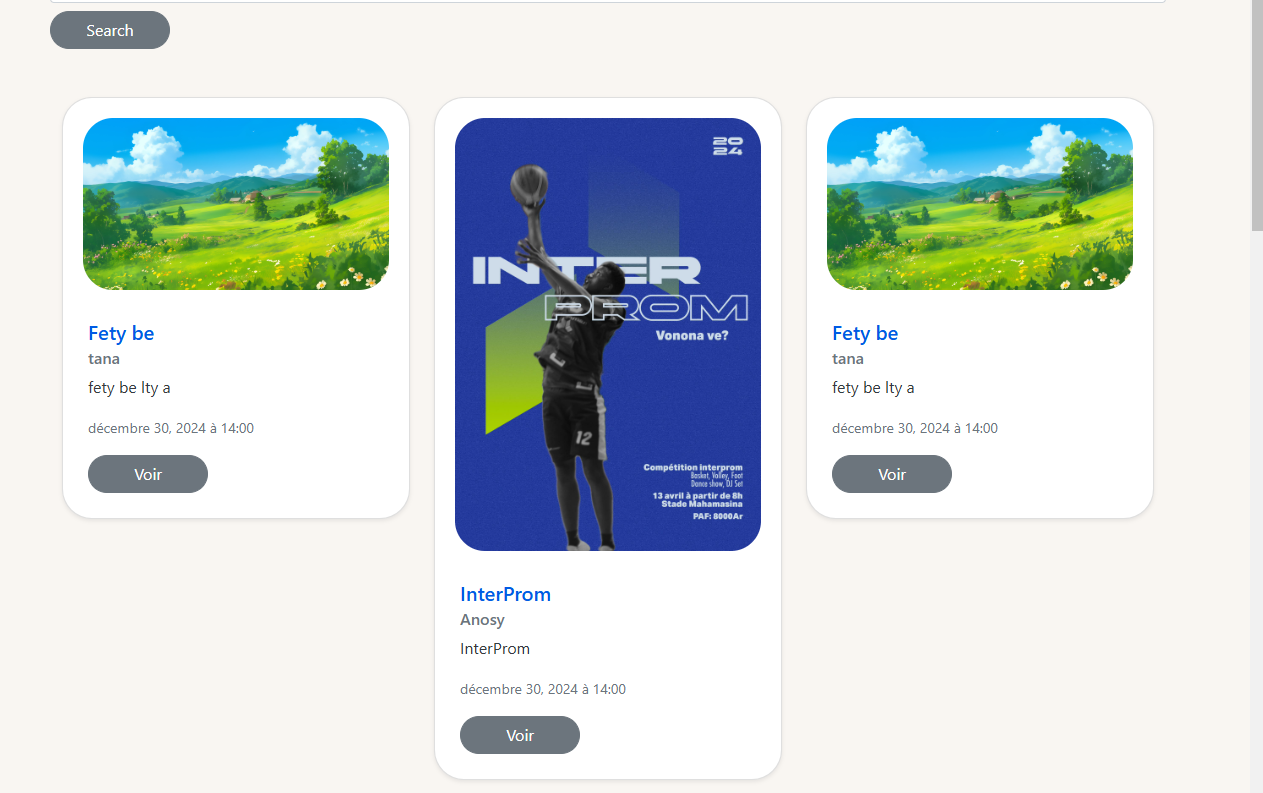 Search
Fety be
tana
fety be lty a
décembre 30, 2024 à 14:00
Voir
20
24
INTER
PROM
Vonona ve?
12
Compétition interprom
Basket, Volley, Foot
Dance show, DJ Set
13 avril à partir de 8h
Stade Mahamasina
PAF: 8000Ar
InterProm
Anosy
InterProm
décembre 30, 2024 à 14:00
Voir
Fety be
tana
fety be lty a
décembre 30, 2024 à 14:00
Voir